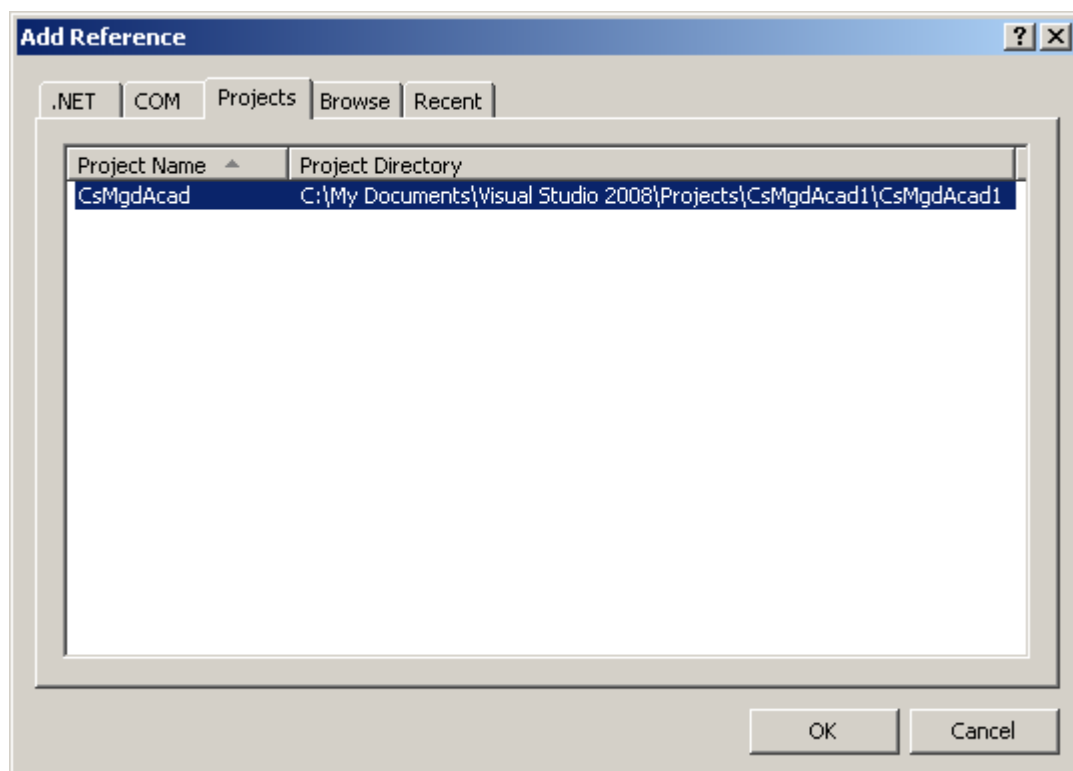 Add Reference
.NET COM Projects Browse Recent
Project Name Project Directory
CsMgdAcad C:\My Documents\Visual Studio 2008\Projects\CsMgdAcad1\CsMgdAcad1
OK Cancel